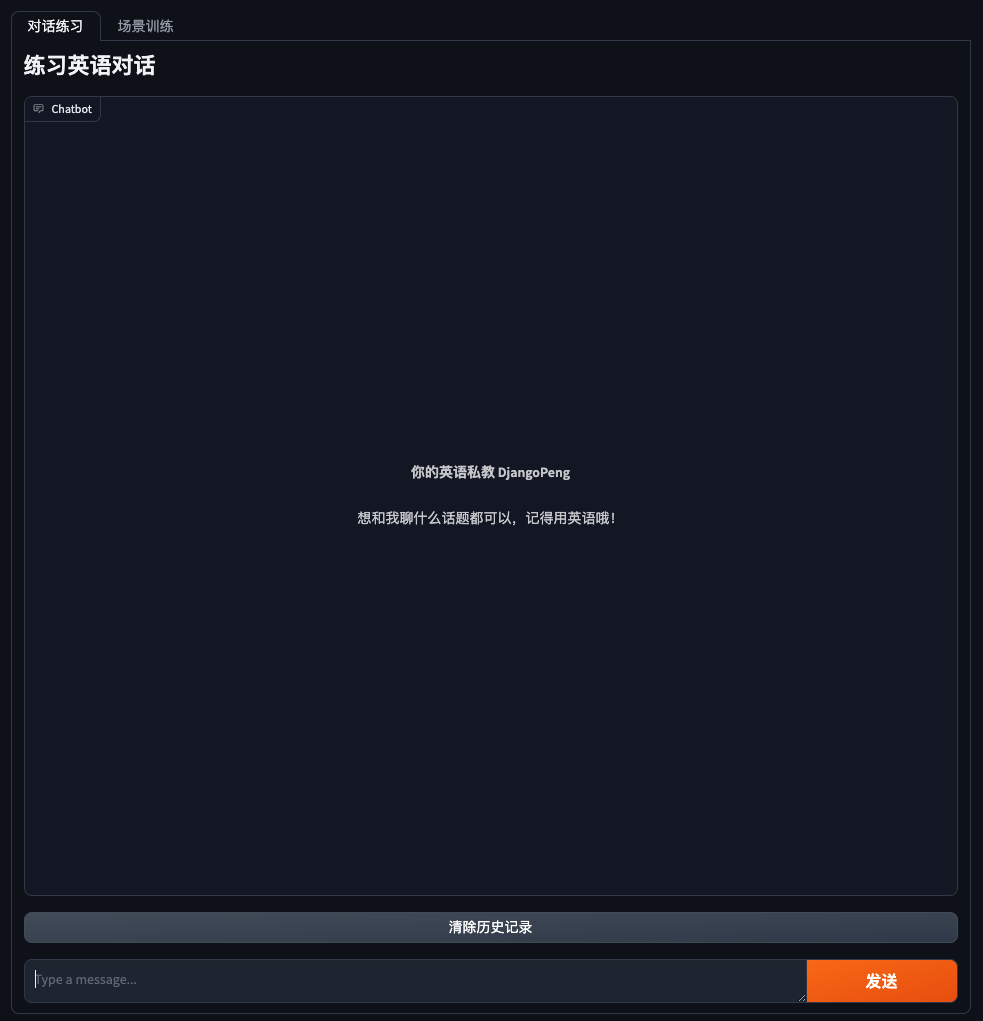 对话练习
场景训练
练习英语对话
Chatbot
你的英语私教 DjangoPeng
想和我聊什么话题都可以，记得用英语哦！
清除历史记录
Type a message...
发送